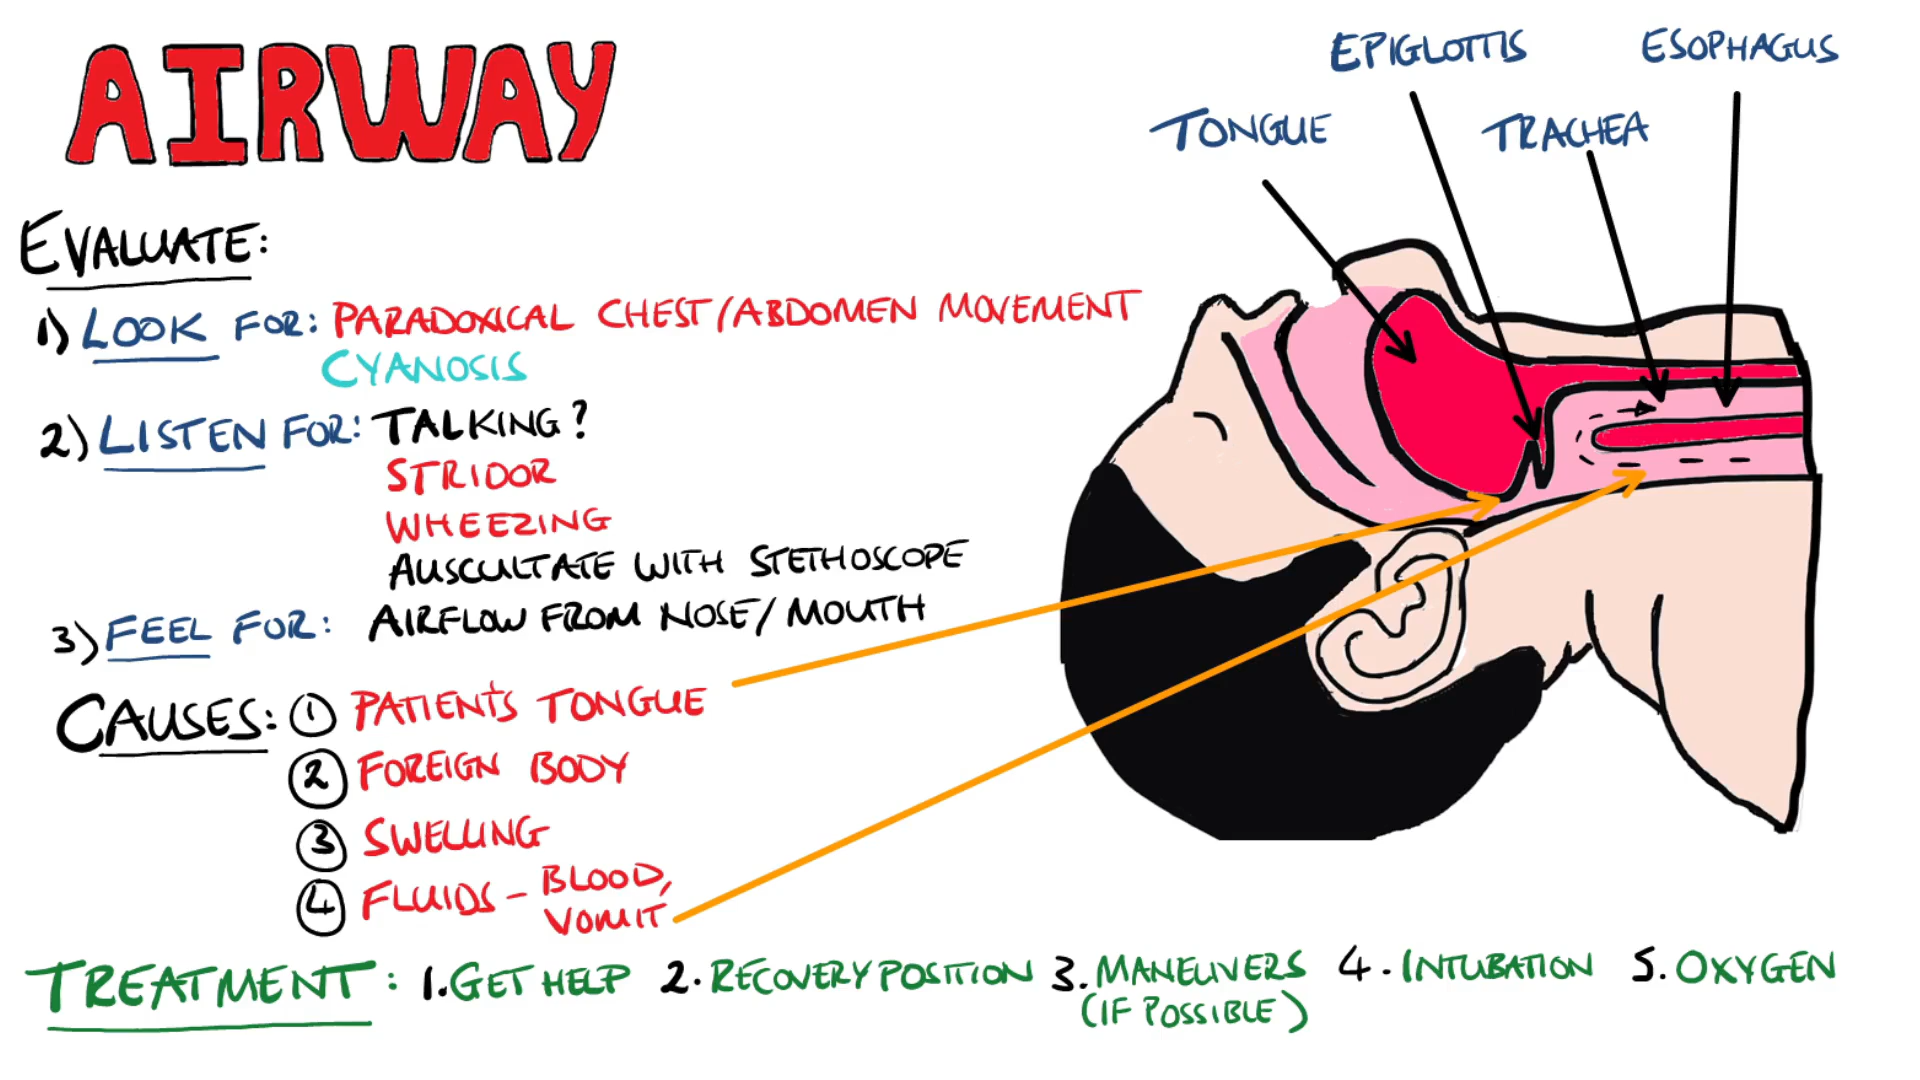 AIRWAY
EPIGLOTTIS
ESOPHAGUS
TONGUE
TRACHEA
EVALUATE:
1) LOOK FOR: PARADOXICAL CHEST/ABDOMEN MOVEMENT
CYANOSIS
2) LISTEN FOR: TALKING?
STRIDOR
WHEEZING
AUSCULTATE WITH STETHOSCOPE
3) FEEL FOR: AIRFLOW FROM NOSE/MOUTH
CAUSES: 1 PATIENT'S TONGUE
2 FOREIGN BODY
3 SWELLING
4 FLUIDS - BLOOD,
VOMIT
TREATMENT: 1. GET HELP 2. RECOVERY POSITION 3. MANEUVERS 4. INTUBATION 5. OXYGEN
(IF POSSIBLE)